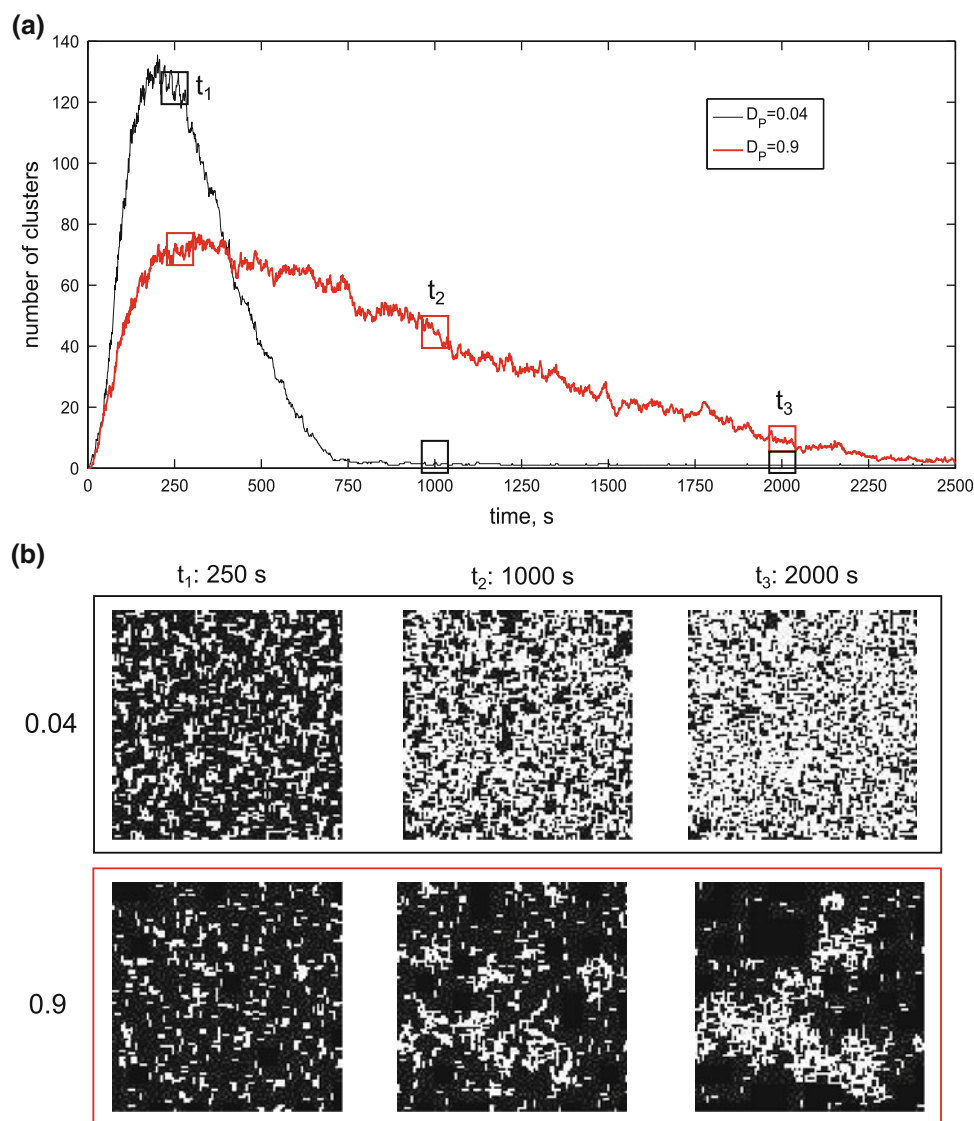 (a)
140
120
100
80
60
40
20
0
number of clusters
t₁
t₂
t₃
D_P=0.04
D_P=0.9
0 250 500 750 1000 1250 1500 1750 2000 2250 2500
time, s
(b)
t₁: 250 s t₂: 1000 s t₃: 2000 s
0.04
0.9